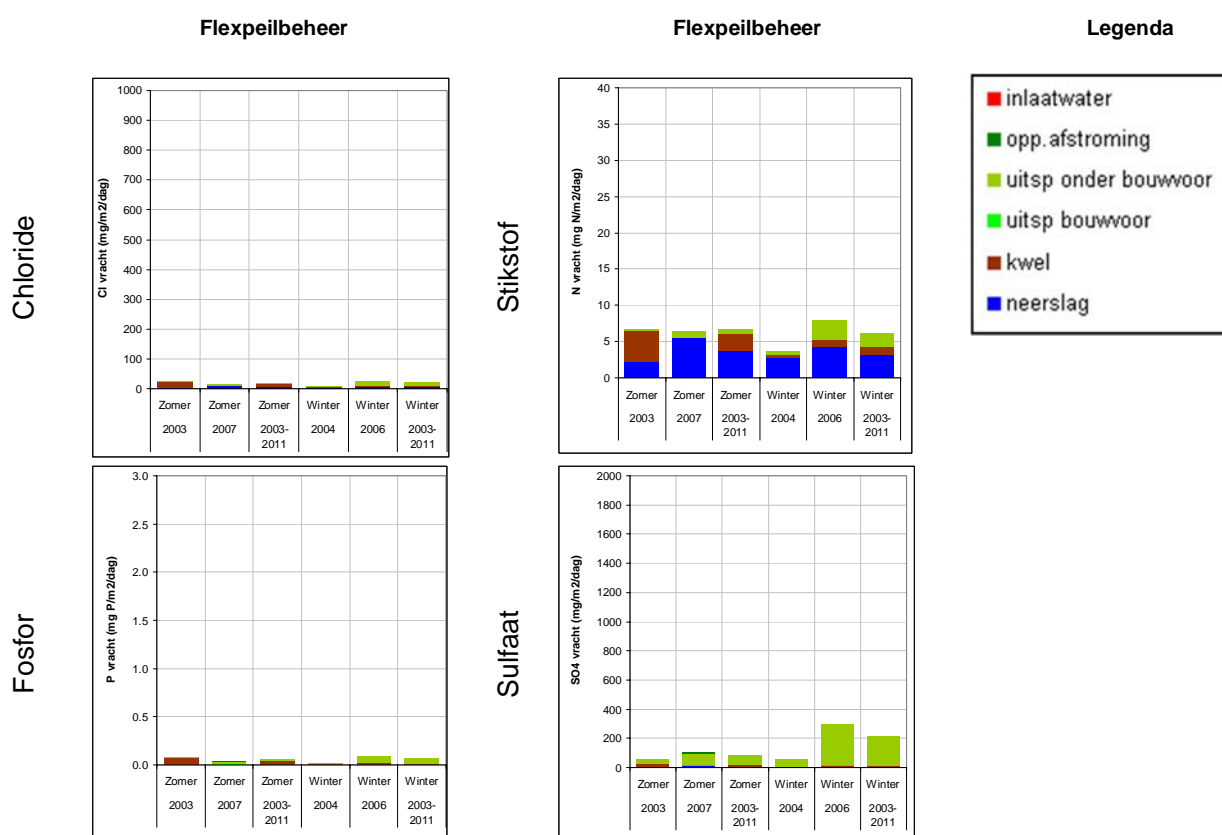 Flexpeilbeheer
Flexpeilbeheer
Legenda
Chloride
Cl vracht (mg/m2/dag)
1000
900
800
700
600
500
400
300
200
100
0
Zomer Zomer Zomer Winter Winter Winter
2003 2007 2003- 2004 2006 2003-
2011 2011
Stikstof
N vracht (mg N/m2/dag)
40
35
30
25
20
15
10
5
0
Zomer Zomer Zomer Winter Winter Winter
2003 2007 2003- 2004 2006 2003-
2011 2011
inlaatwater
opp.afstroming
uitsp onder bouwvoor
uitsp bouwvoor
kwel
neerslag
Fosfor
P vracht (mg P/m2/dag)
3.0
2.5
2.0
1.5
1.0
0.5
0.0
Zomer Zomer Zomer Winter Winter Winter
2003 2007 2003- 2004 2006 2003-
2011 2011
Sulfaat
SO4 vracht (mg/m2/dag)
2000
1800
1600
1400
1200
1000
800
600
400
200
0
Zomer Zomer Zomer Winter Winter Winter
2003 2007 2003- 2004 2006 2003-
2011 2011